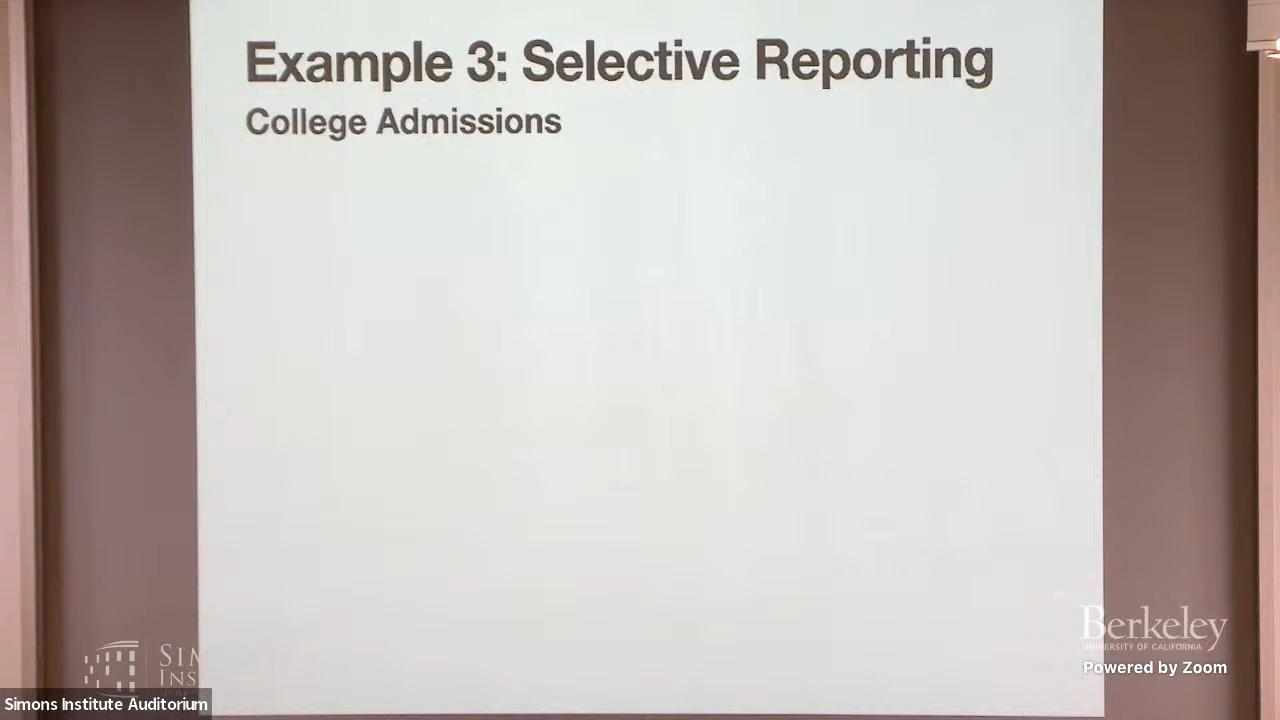 Example 3: Selective Reporting
College Admissions
Berkeley
UNIVERSITY OF CALIFORNIA
Powered by Zoom
Simons Institute Auditorium